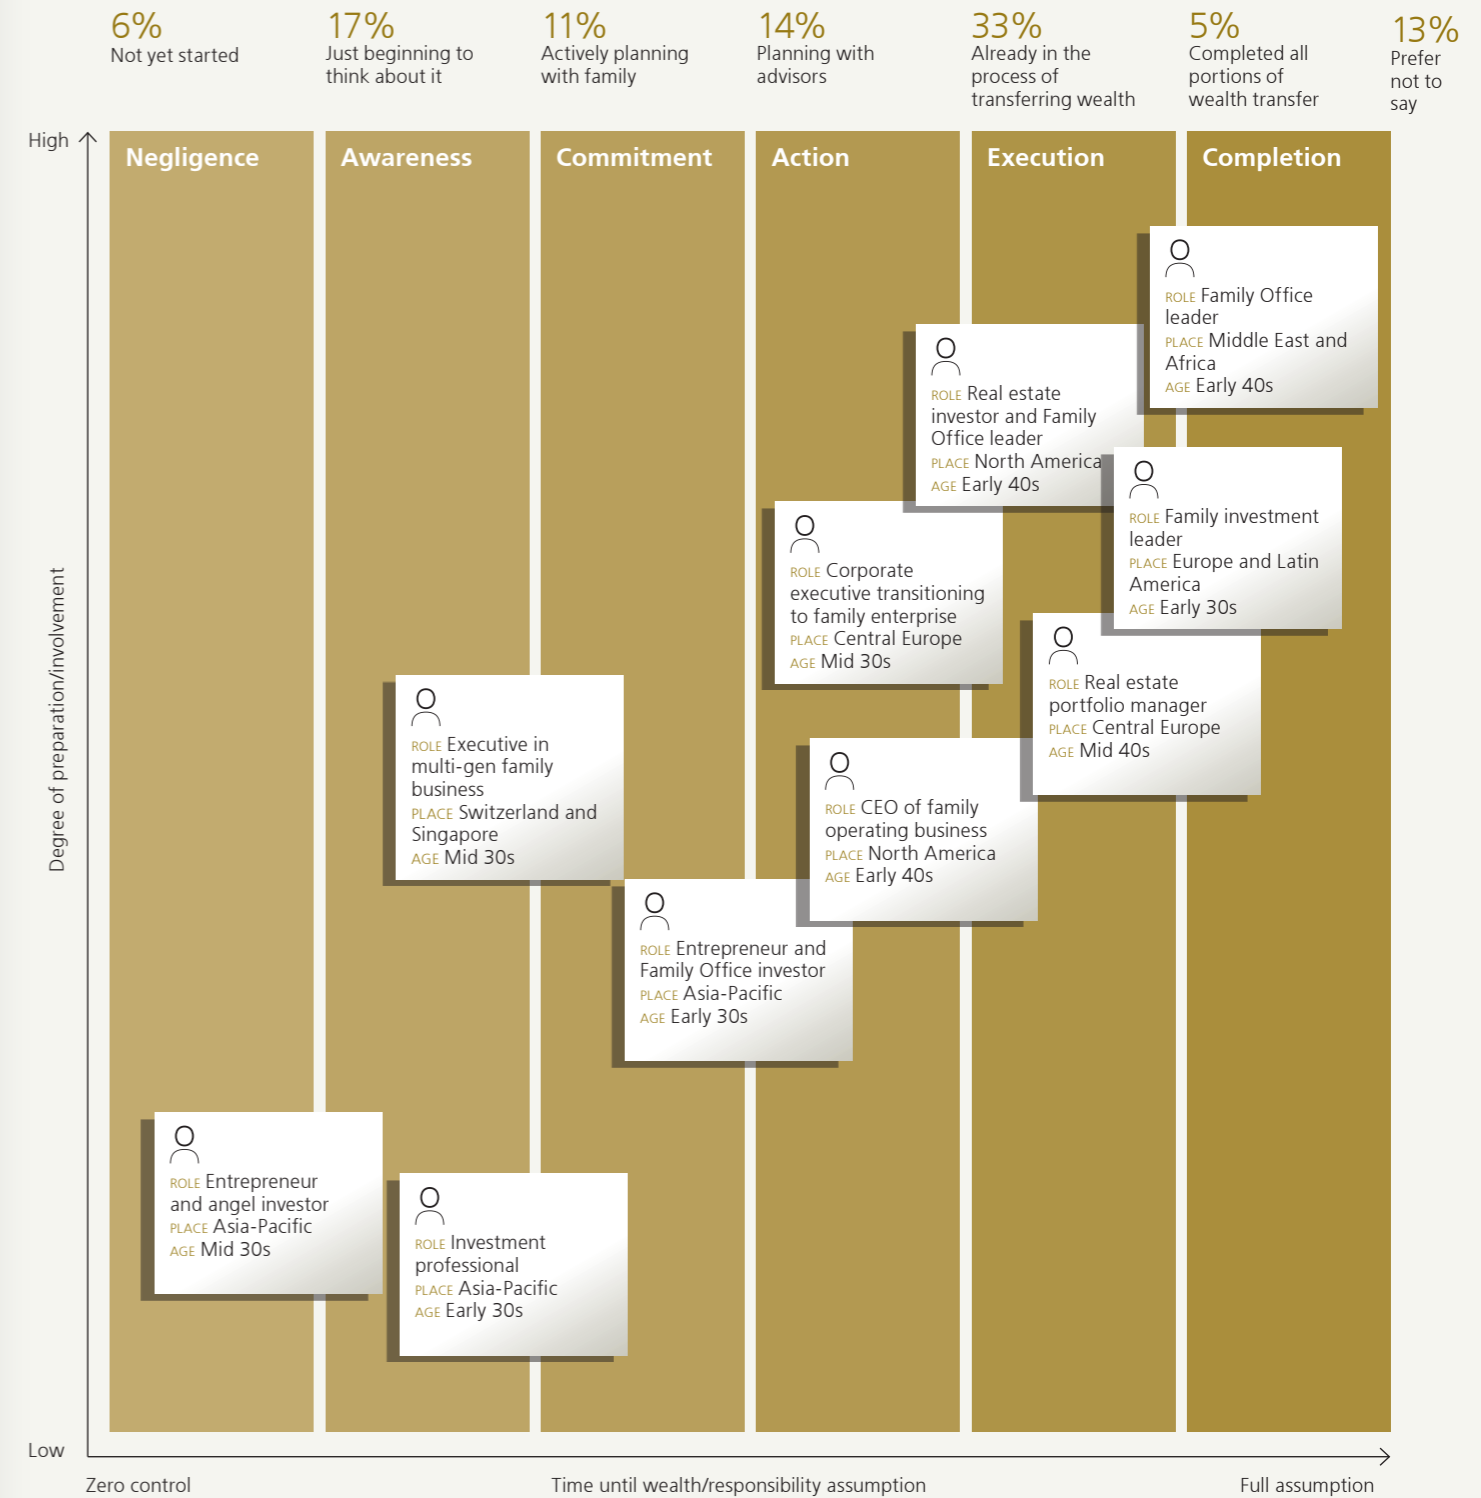 6%
Not yet started
17%
Just beginning to
think about it
11%
Actively planning
with family
14%
Planning with
advisors
33%
Already in the
process of
transferring wealth
5%
Completed all
portions of
wealth transfer
13%
Prefer
not to
say
High
Negligence
Awareness
Commitment
Action
Execution
Completion
ROLE Family Office
leader
PLACE Middle East and
Africa
AGE Early 40s
ROLE Real estate
investor and Family
Office leader
PLACE North America
AGE Early 40s
ROLE Family investment
leader
PLACE Europe and Latin
America
AGE Early 30s
ROLE Corporate
executive transitioning
to family enterprise
PLACE Central Europe
AGE Mid 30s
ROLE Real estate
portfolio manager
PLACE Central Europe
AGE Mid 40s
ROLE Executive in
multi-gen family
business
PLACE Switzerland and
Singapore
AGE Mid 30s
ROLE CEO of family
operating business
PLACE North America
AGE Early 40s
ROLE Entrepreneur and
Family Office investor
PLACE Asia-Pacific
AGE Early 30s
ROLE Entrepreneur
and angel investor
PLACE Asia-Pacific
AGE Mid 30s
ROLE Investment
professional
PLACE Asia-Pacific
AGE Early 30s
Degree of preparation/involvement
Low
Zero control
Time until wealth/responsibility assumption
Full assumption